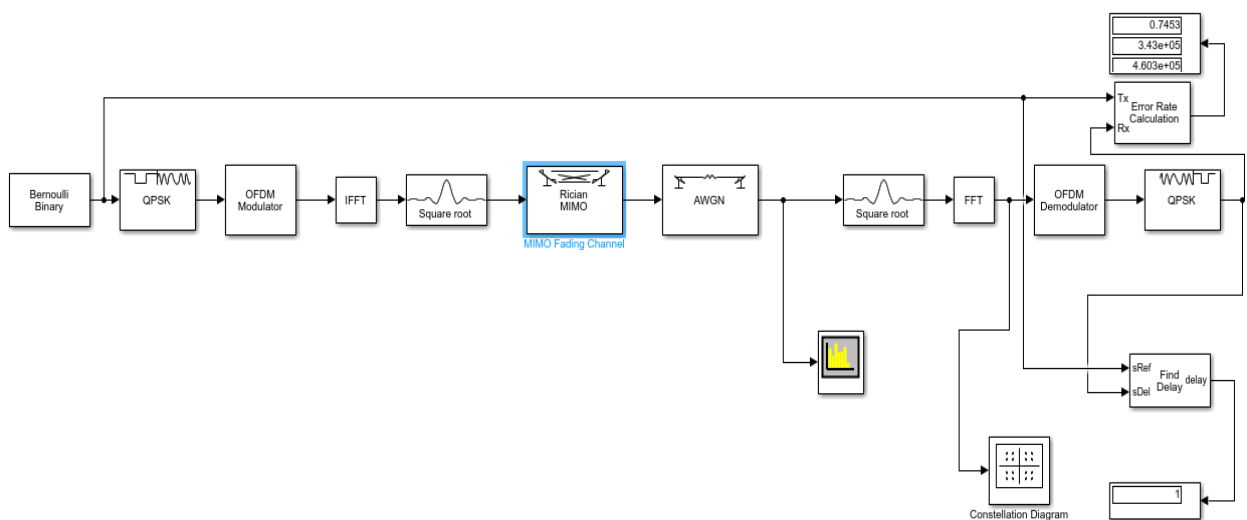 0.7453
3.43e+05
4.603e+05
Tx
Rx
Error Rate
Calculation
Bernoulli
Binary
QPSK
OFDM
Modulator
IFFT
Square root
Rician
MIMO
MIMO Fading Channel
AWGN
Square root
FFT
OFDM
Demodulator
QPSK
sRef
sDel
Find
Delay
delay
Constellation Diagram
1